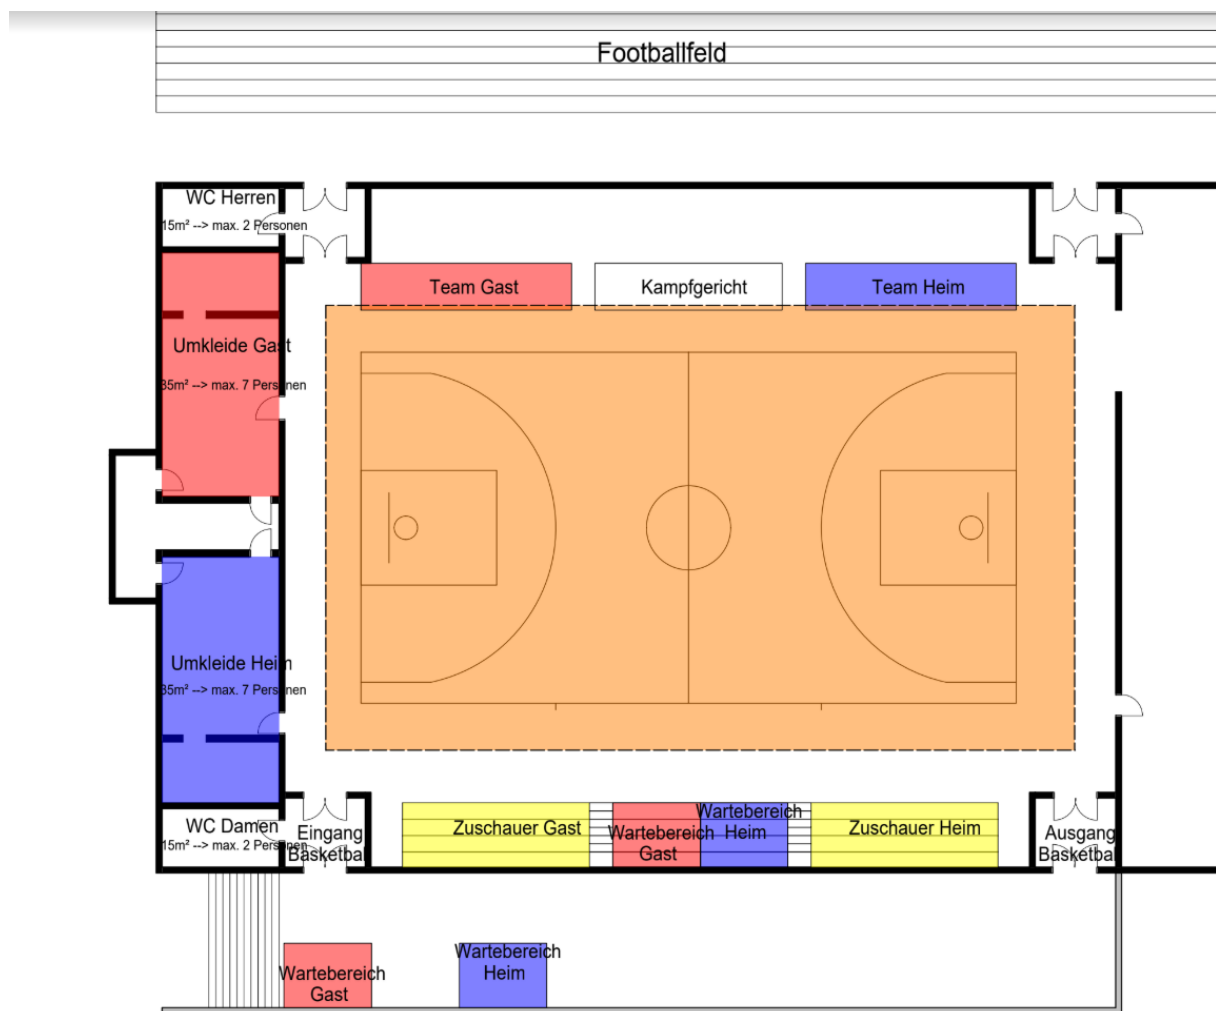 Footballfeld
WC Herren
15m² --> max. 2 Personen
Team Gast
Kampfgericht
Team Heim
Umkleide Gast
35m² --> max. 7 Personen
Umkleide Heim
35m² --> max. 7 Personen
WC Damen
15m² --> max. 2 Personen
Eingang
Basketball
Zuschauer Gast
Wartebereich
Gast
Wartebereich
Heim
Zuschauer Heim
Ausgang
Basketball
Wartebereich
Gast
Wartebereich
Heim